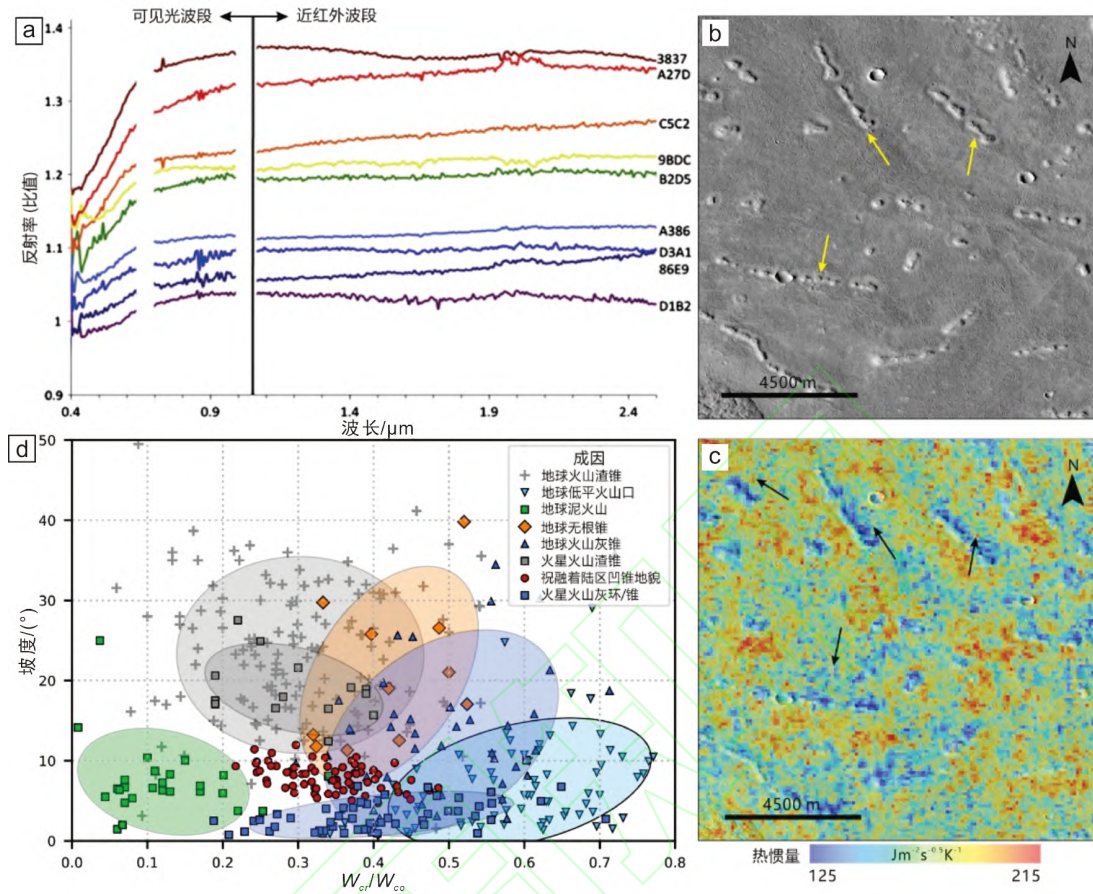 a
可见光波段
近红外波段
反射率 (比值)
1.4
1.3
1.2
1.1
1
0.9
0.4
0.9
1.4
1.9
2.4
波长/μm
3837
A27D
C5C2
9BDC
B2D5
A386
D3A1
86E9
D1B2
b
N
4500 m
d
坡度/(°)
50
40
30
20
10
0
0.0
0.1
0.2
0.3
0.4
0.5
0.6
0.7
0.8
Wcr/Wco
成因
地球火山渣锥
地球低平火山口
地球泥火山
地球无根锥
地球火山灰锥
火星火山渣锥
祝融着陆区凹锥地貌
火星火山灰环/锥
c
N
4500 m
热惯量
Jm⁻²s⁻⁰·⁵K⁻¹
125
215